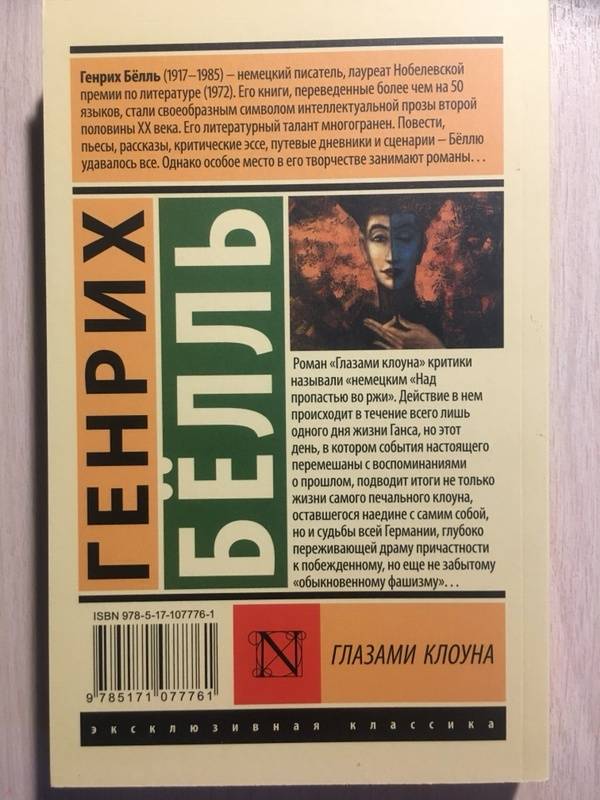 Генрих Бёлль (1917–1985) – немецкий писатель, лауреат Нобелевской
премии по литературе (1972). Его книги, переведенные более чем на 50
языков, стали своеобразным символом интеллектуальной прозы второй
половины XX века. Его литературный талант многогранен. Повести,
пьесы, рассказы, критические эссе, путевые дневники и сценарии – Бёллю
удавалось все. Однако особое место в его творчестве занимают романы…
ГЕНРИХ
БЁЛЛЬ
Роман «Глазами клоуна» критики
называли «немецким «Над
пропастью во ржи». Действие в нем
происходит в течение всего лишь
одного дня жизни Ганса, но этот
день, в котором события настоящего
перемешаны с воспоминаниями
о прошлом, подводит итоги не только
жизни самого печального клоуна,
оставшегося наедине с самим собой,
но и судьбы всей Германии, глубоко
переживающей драму причастности
к побежденному, но еще не забытому
«обыкновенному фашизму»…
ISBN 978-5-17-107776-1
9 785171 077761
N
ГЛАЗАМИ КЛОУНА
эксклюзивная классика